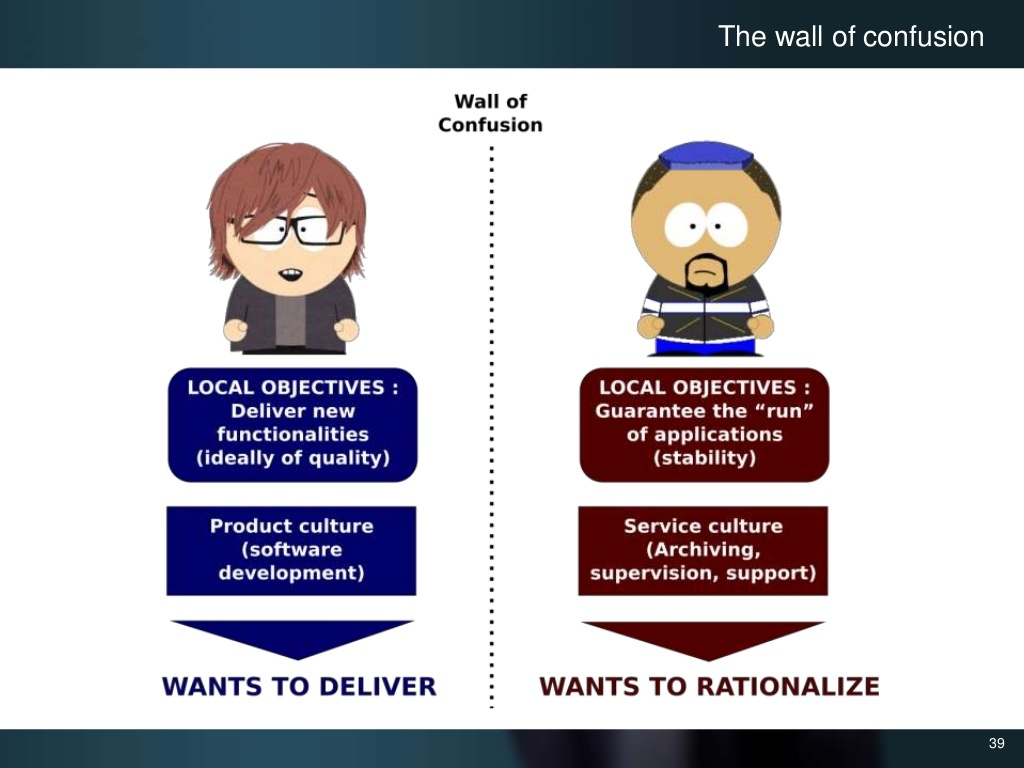 The wall of confusion
Wall of
Confusion
LOCAL OBJECTIVES :
Deliver new
functionalities
(ideally of quality)
Product culture
(software
development)
WANTS TO DELIVER
LOCAL OBJECTIVES :
Guarantee the “run”
of applications
(stability)
Service culture
(Archiving,
supervision, support)
WANTS TO RATIONALIZE
39